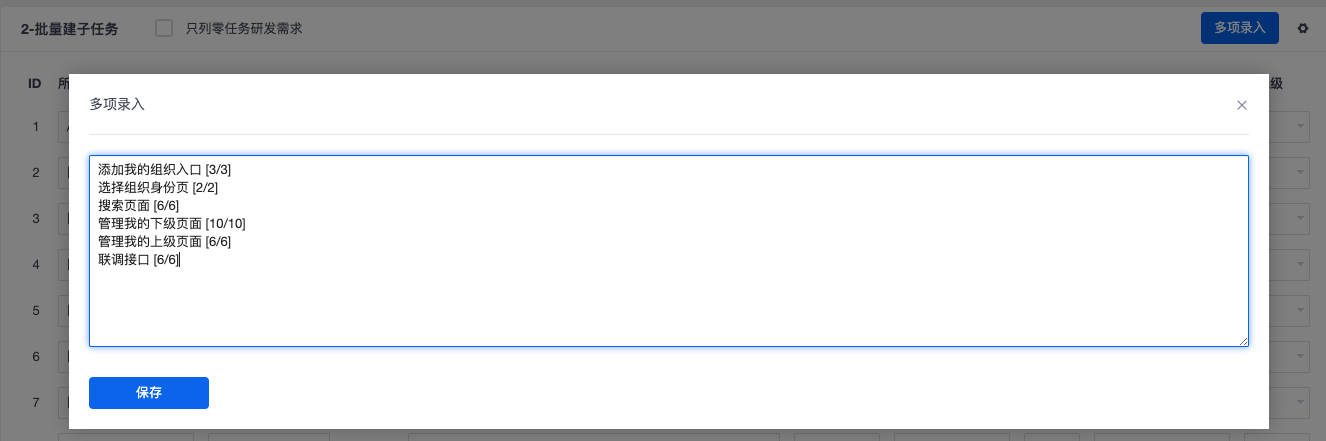 2-批量建子任务 只列零任务研发需求 多项录入
ID 所 级
多项录入
1
2
3
4
5
6
7
添加我的组织入口 [3/3]
选择组织身份页 [2/2]
搜索页面 [6/6]
管理我的下级页面 [10/10]
管理我的上级页面 [6/6]
联调接口 [6/6]
保存